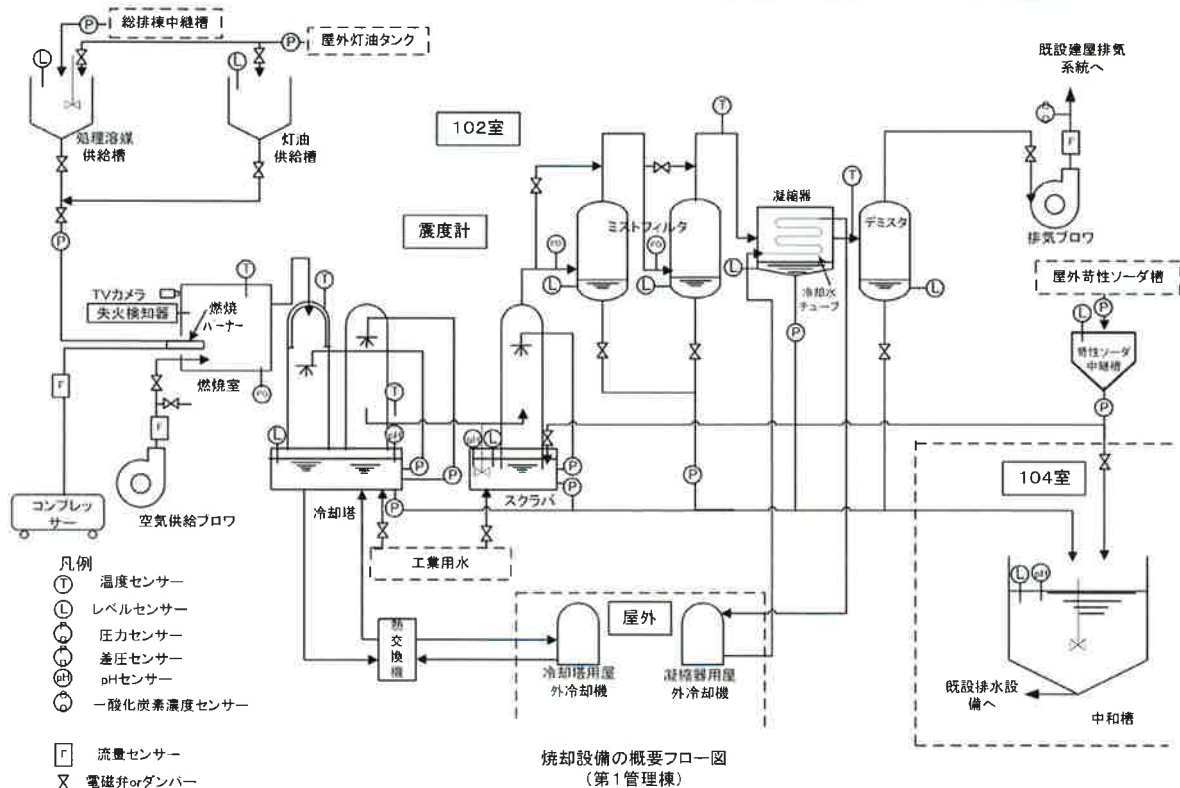 総排棟中継槽
屋外灯油タンク
P
P
L
L
処理溶媒
供給槽
灯油
供給槽
P
102室
震度計
T
T
凝縮器
デミスタ
ミストフィルタ
L
L
L
L
冷却水
チューブ
P
既設建屋排気
系統へ
F
排気ブロワ
屋外苛性ソーダ槽
L
P
苛性ソーダ
中継槽
P
TVカメラ
失火検知器
燃焼
バーナー
T
T
燃焼室
F
F
空気供給ブロワ
コンプレッ
サー
L
T
pH
P
P
P
冷却塔
pH
L
P
P
スクラバ
P
工業用水
熱
交
換
機
屋外
冷却塔用屋
外冷却機
凝縮器用屋
外冷却機
104室
L
pH
既設排水設
備へ
中和槽
凡例
T 温度センサー
L レベルセンサー
圧力センサー
差圧センサー
pH pHセンサー
一酸化炭素濃度センサー
F 流量センサー
電磁弁orダンパー
焼却設備の概要フロー図
(第1管理棟)